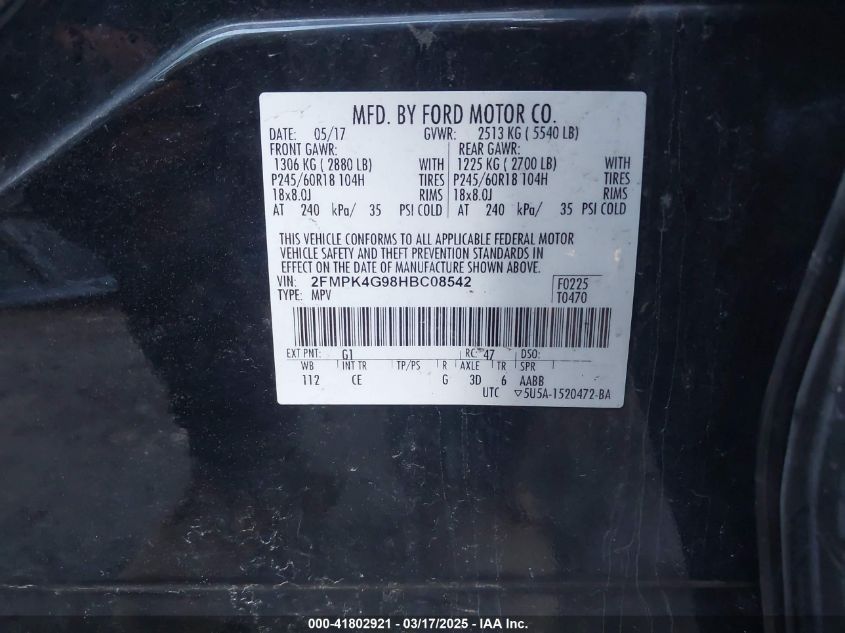 MFD. BY FORD MOTOR CO.
DATE: 05/17 GVWR: 2513 KG ( 5540 LB)
FRONT GAWR: REAR GAWR:
1306 KG ( 2880 LB) WITH 1225 KG ( 2700 LB) WITH
P245/60R18 104H TIRES P245/60R18 104H TIRES
18x8.0J RIMS 18x8.0J RIMS
AT 240 kPa/ 35 PSI COLD AT 240 kPa/ 35 PSI COLD
THIS VEHICLE CONFORMS TO ALL APPLICABLE FEDERAL MOTOR
VEHICLE SAFETY AND THEFT PREVENTION STANDARDS IN
EFFECT ON THE DATE OF MANUFACTURE SHOWN ABOVE.
VIN: 2FMPK4G98HBC08542 F0225
TYPE: MPV T0470
EXT PNT: G1 RC: 47 DSO:
WB INT TR TP/PS R AXLE TR SPR
112 CE G 3D 6 AABB
UTC ▽5U5A-1520472-BA
000-41802921 - 03/17/2025 - IAA Inc.